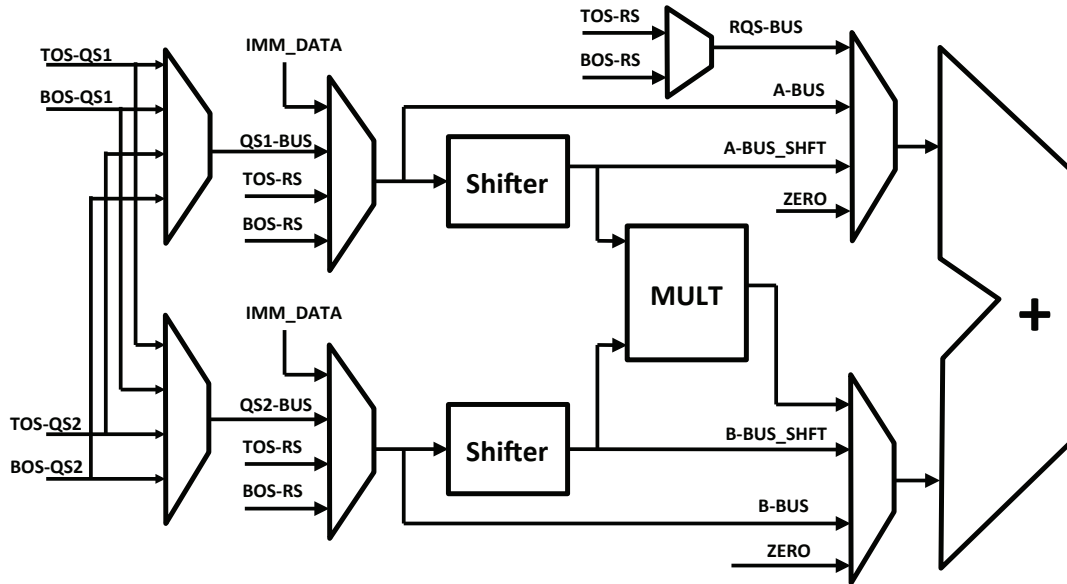 TOS-RS
RQS-BUS
BOS-RS
TOS-QS1
IMM_DATA
BOS-QS1
A-BUS
QS1-BUS
A-BUS_SHFT
Shifter
TOS-RS
ZERO
BOS-RS
MULT
+
IMM_DATA
QS2-BUS
TOS-QS2
TOS-RS
Shifter
B-BUS_SHFT
BOS-QS2
BOS-RS
B-BUS
ZERO